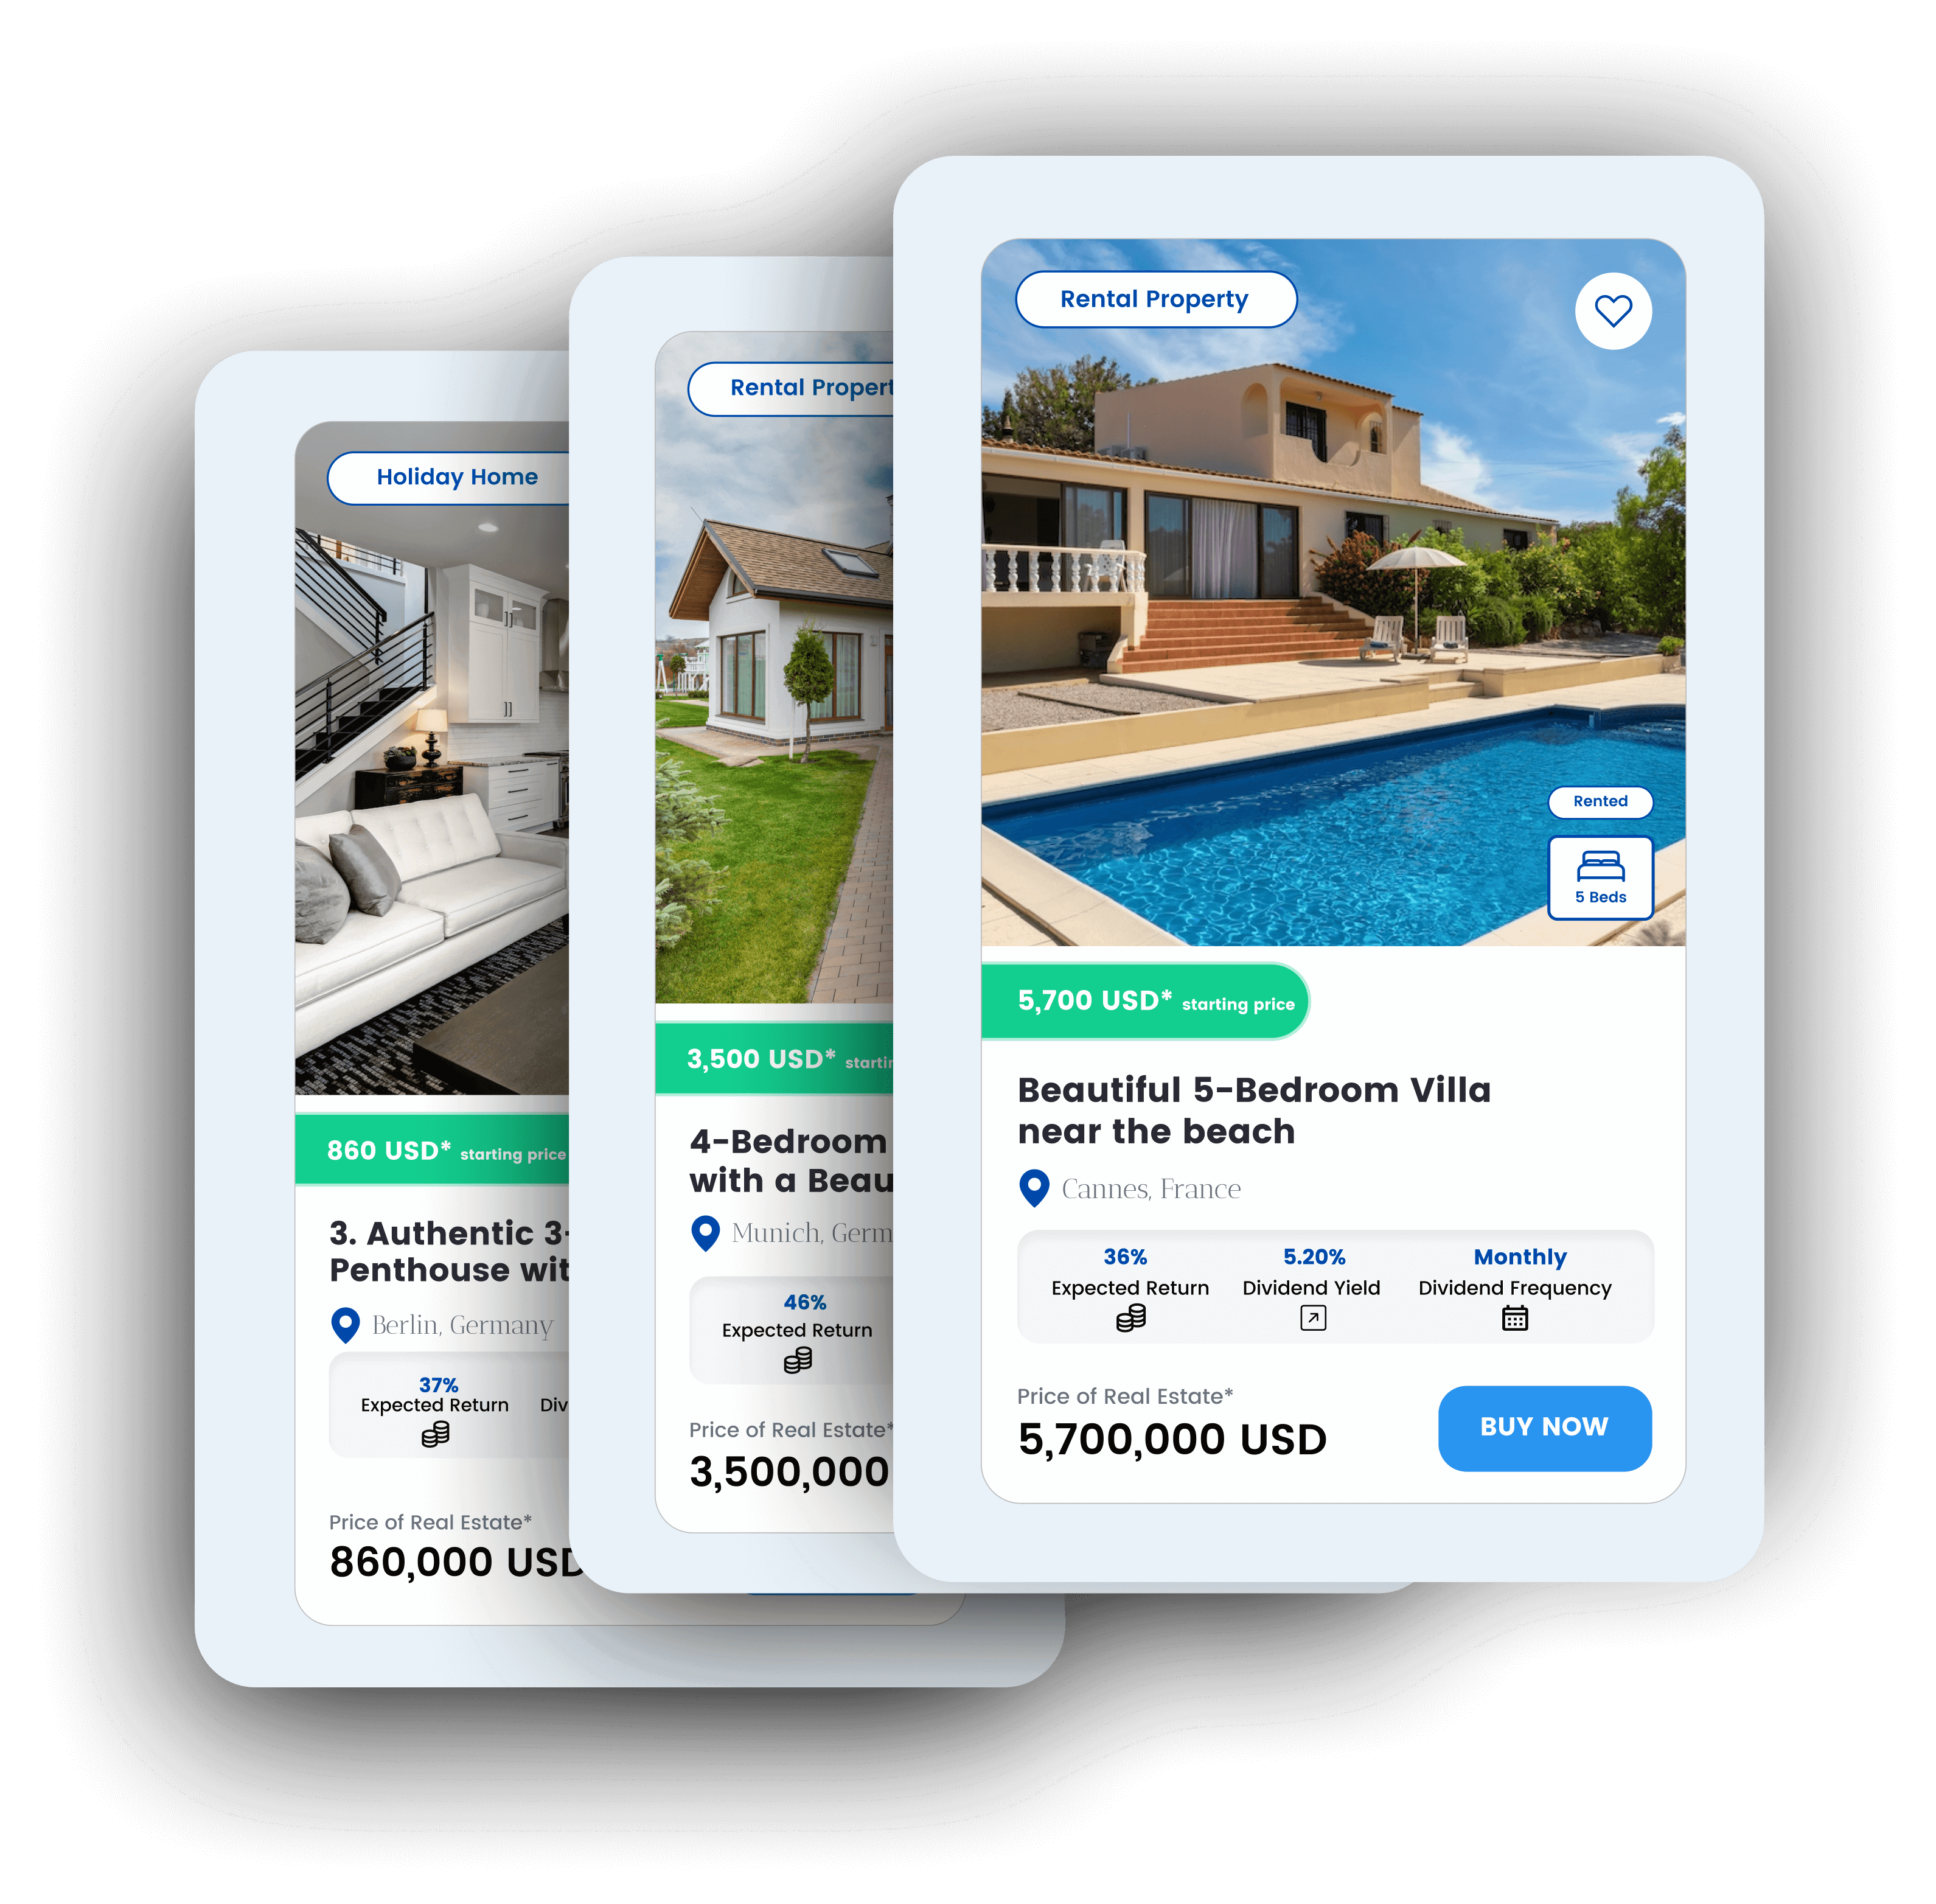 Holiday Home
860 USD* starting price
3. Authentic 3-
Penthouse wit
Berlin, Germany
37%
Expected Return
Div
Price of Real Estate*
860,000 USD
Rental Propert
3,500 USD* startin
4-Bedroom
with a Beau
Munich, Germ
46%
Expected Return
Price of Real Estate*
3,500,000
Rental Property
Rented
5 Beds
5,700 USD* starting price
Beautiful 5-Bedroom Villa
near the beach
Cannes, France
36% 5.20% Monthly
Expected Return Dividend Yield Dividend Frequency
Price of Real Estate*
5,700,000 USD
BUY NOW